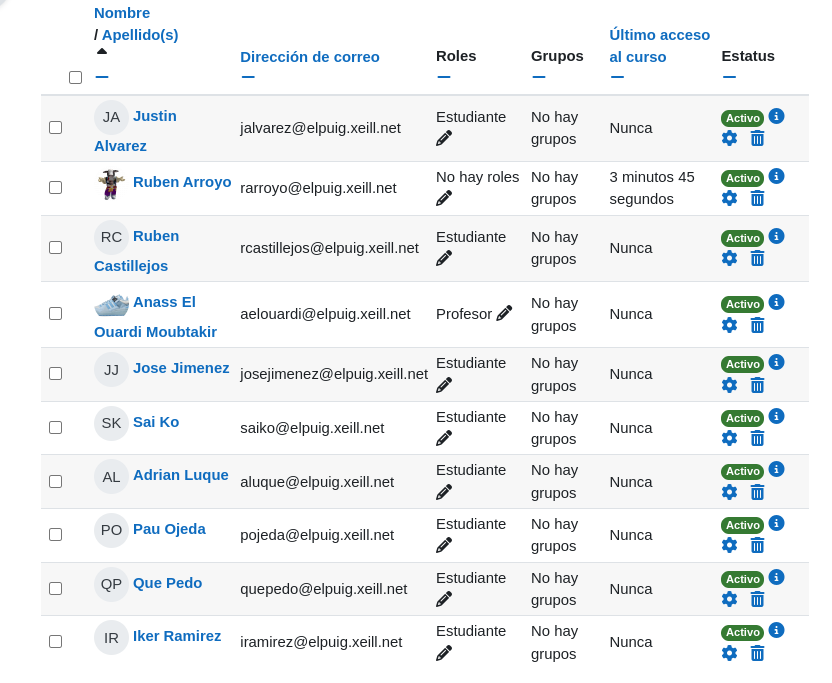 Nombre
/ Apellido(s)
Dirección de correo
Roles
Grupos
Último acceso
al curso
Estatus
JA Justin
Alvarez
jalvarez@elpuig.xeill.net
Estudiante
No hay
grupos
Nunca
Activo
Ruben Arroyo
rarroyo@elpuig.xeill.net
No hay roles
No hay
grupos
3 minutos 45
segundos
Activo
RC Ruben
Castillejos
rcastillejos@elpuig.xeill.net
Estudiante
No hay
grupos
Nunca
Activo
Anass El
Ouardi Moubtakir
aelouardi@elpuig.xeill.net
Profesor
No hay
grupos
Nunca
Activo
JJ Jose Jimenez
josejimenez@elpuig.xeill.net
Estudiante
No hay
grupos
Nunca
Activo
SK Sai Ko
saiko@elpuig.xeill.net
Estudiante
No hay
grupos
Nunca
Activo
AL Adrian Luque
aluque@elpuig.xeill.net
Estudiante
No hay
grupos
Nunca
Activo
PO Pau Ojeda
pojeda@elpuig.xeill.net
Estudiante
No hay
grupos
Nunca
Activo
QP Que Pedo
quepedo@elpuig.xeill.net
Estudiante
No hay
grupos
Nunca
Activo
IR Iker Ramirez
iramirez@elpuig.xeill.net
Estudiante
No hay
grupos
Nunca
Activo